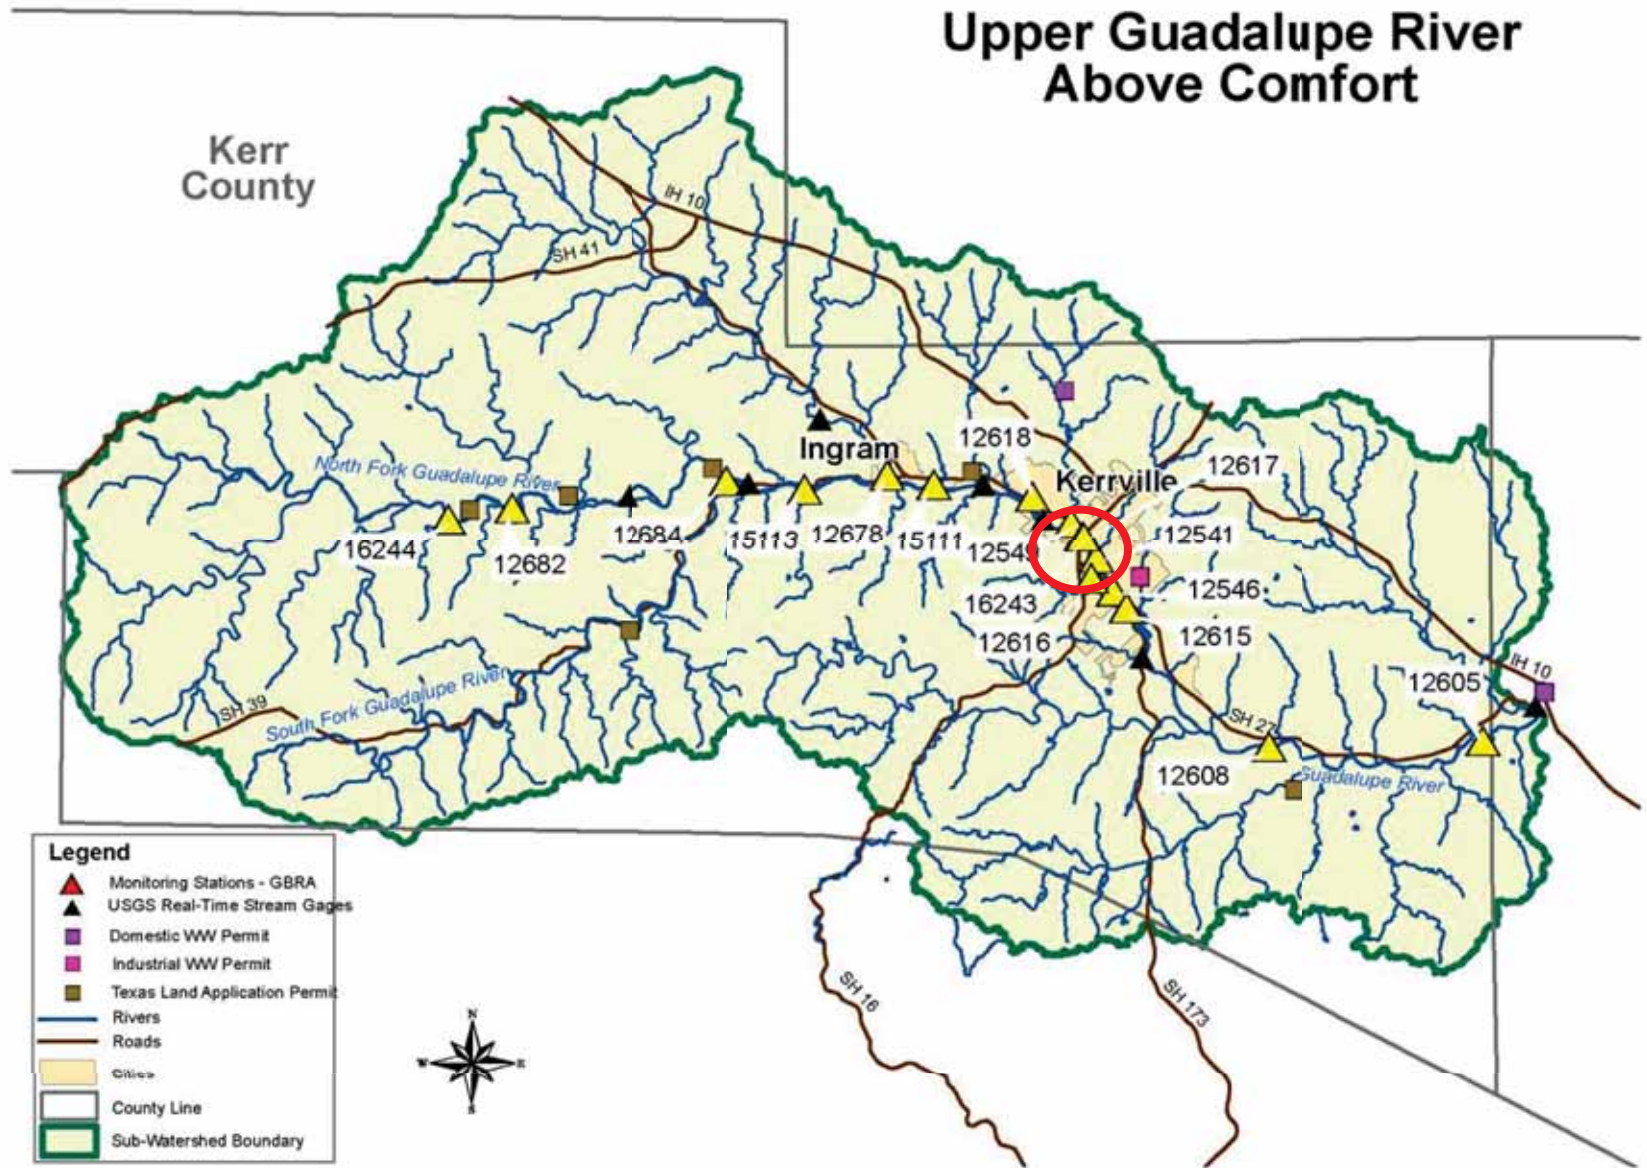 Upper Guadalupe River
Above Comfort
Kerr
County
IH 10
SH 41
Ingram
12618
Kerrville
12617
North Fork Guadalupe River
16244
12682
12684
15113
12678
15111
12549
12541
16243
12546
12616
12615
IH 10
12605
SH 39
South Fork Guadalupe River
SH 27
12608
Guadalupe River
Legend
Monitoring Stations - GBRA
USGS Real-Time Stream Gages
Domestic WW Permit
Industrial WW Permit
Texas Land Application Permit
Rivers
Roads
Cities
County Line
Sub-Watershed Boundary
N
W E
S
SH 16
SH 173